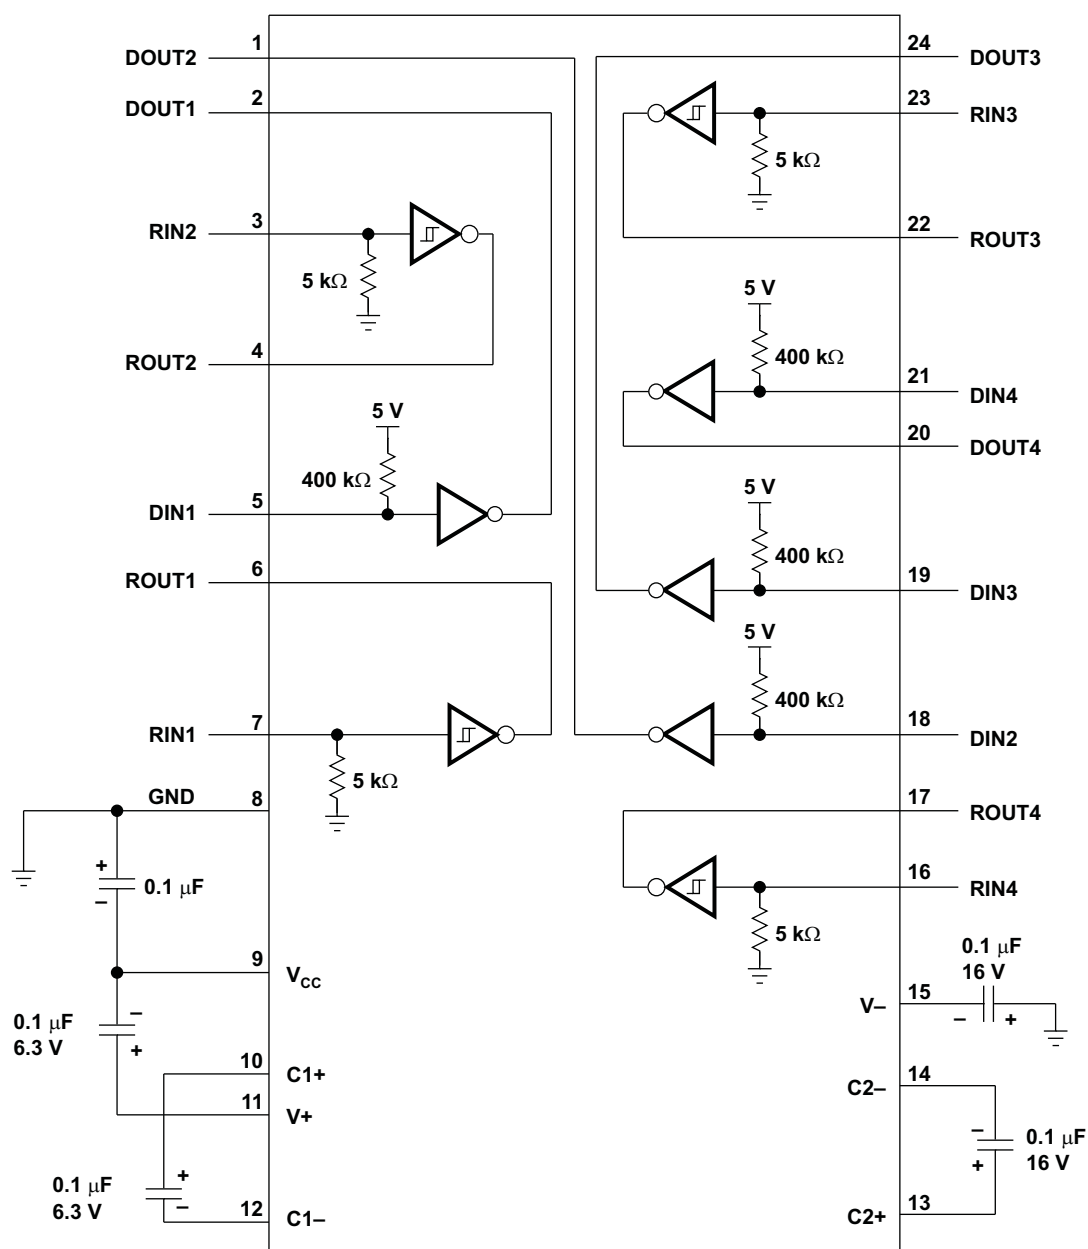 1
DOUT2
2
DOUT1
3
RIN2
5 kΩ
4
ROUT2
5 V
400 kΩ
5
DIN1
6
ROUT1
7
RIN1
5 kΩ
GND
8
+
0.1 μF
–
9
VCC
0.1 μF
6.3 V
–
+
10
C1+
11
V+
0.1 μF
6.3 V
+
–
12
C1–
24
DOUT3
23
RIN3
5 kΩ
22
ROUT3
5 V
400 kΩ
21
DIN4
20
DOUT4
5 V
400 kΩ
19
DIN3
5 V
400 kΩ
18
DIN2
17
ROUT4
16
RIN4
5 kΩ
0.1 μF
16 V
15
V–
–
+
14
C2–
–
+
0.1 μF
16 V
13
C2+